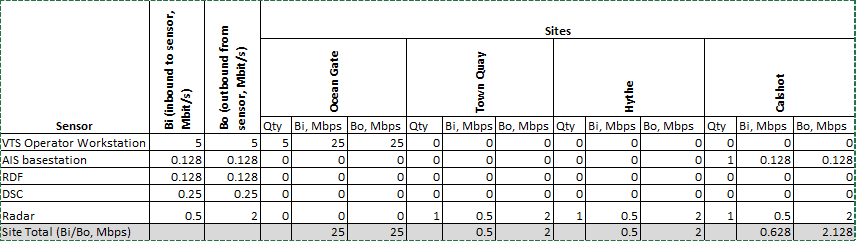 Sites
Bi (inbound to sensor, Mbit/s)
Bo (outbound from sensor, Mbit/s)
Ocean Gate
Town Quay
Hythe
Calshot
Sensor Qty Bi, Mbps Bo, Mbps Qty Bi, Mbps Bo, Mbps Qty Bi, Mbps Bo, Mbps Qty Bi, Mbps Bo, Mbps
VTS Operator Workstation 5 5 5 25 25 0 0 0 0 0 0 0 0 0
AIS basestation 0.128 0.128 0 0 0 0 0 0 0 0 0 1 0.128 0.128
RDF 0.128 0.128 0 0 0 0 0 0 0 0 0 0 0 0
DSC 0.25 0.25 0 0 0 0 0 0 0 0 0 0 0 0
Radar 0.5 2 0 0 0 1 0.5 2 1 0.5 2 1 0.5 2
Site Total (Bi/Bo, Mbps) 25 25 0.5 2 0.5 2 0.628 2.128